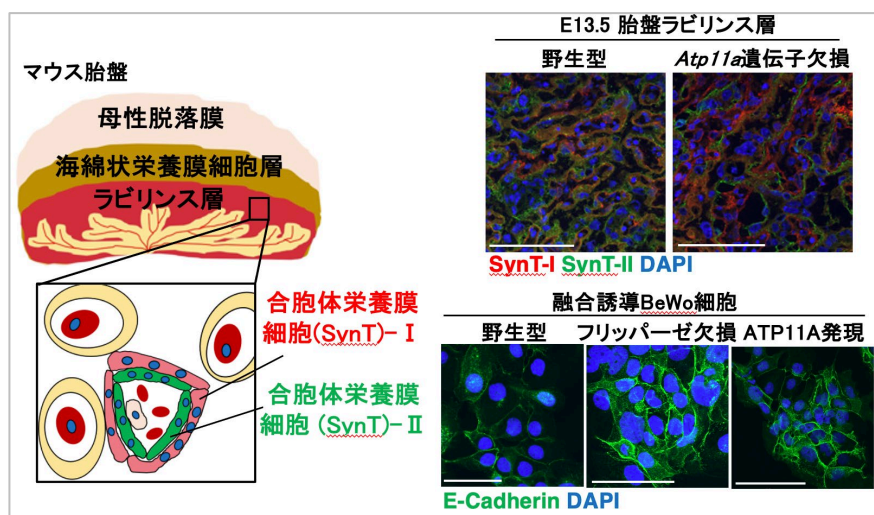 マウス胎盤
母性脱落膜
海綿状栄養膜細胞層
ラビリンス層
合胞体栄養膜
細胞(SynT)-Ⅰ
合胞体栄養膜
細胞 (SynT)-Ⅱ
E13.5 胎盤ラビリンス層
野生型 Atp11a遺伝子欠損
SynT-I SynT-II DAPI
融合誘導BeWo細胞
野生型 フリッパーゼ欠損 ATP11A発現
E-Cadherin DAPI